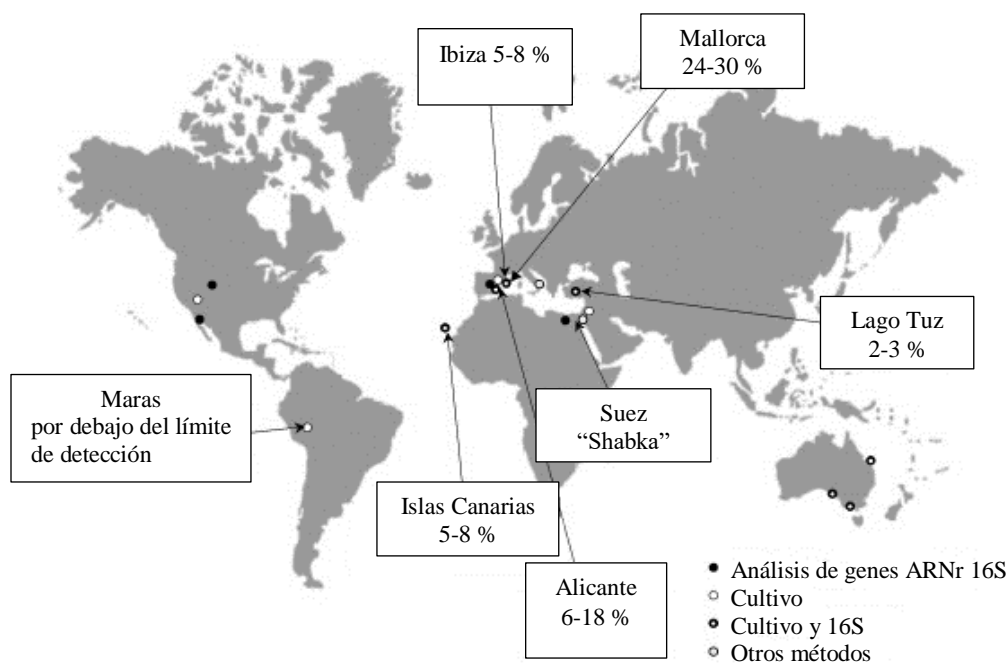 Ibiza 5-8 %
Mallorca
24-30 %
Lago Tuz
2-3 %
Maras
por debajo del límite
de detección
Suez
“Shabka”
Islas Canarias
5-8 %
Alicante
6-18 %
Análisis de genes ARNr 16S
Cultivo
Cultivo y 16S
Otros métodos